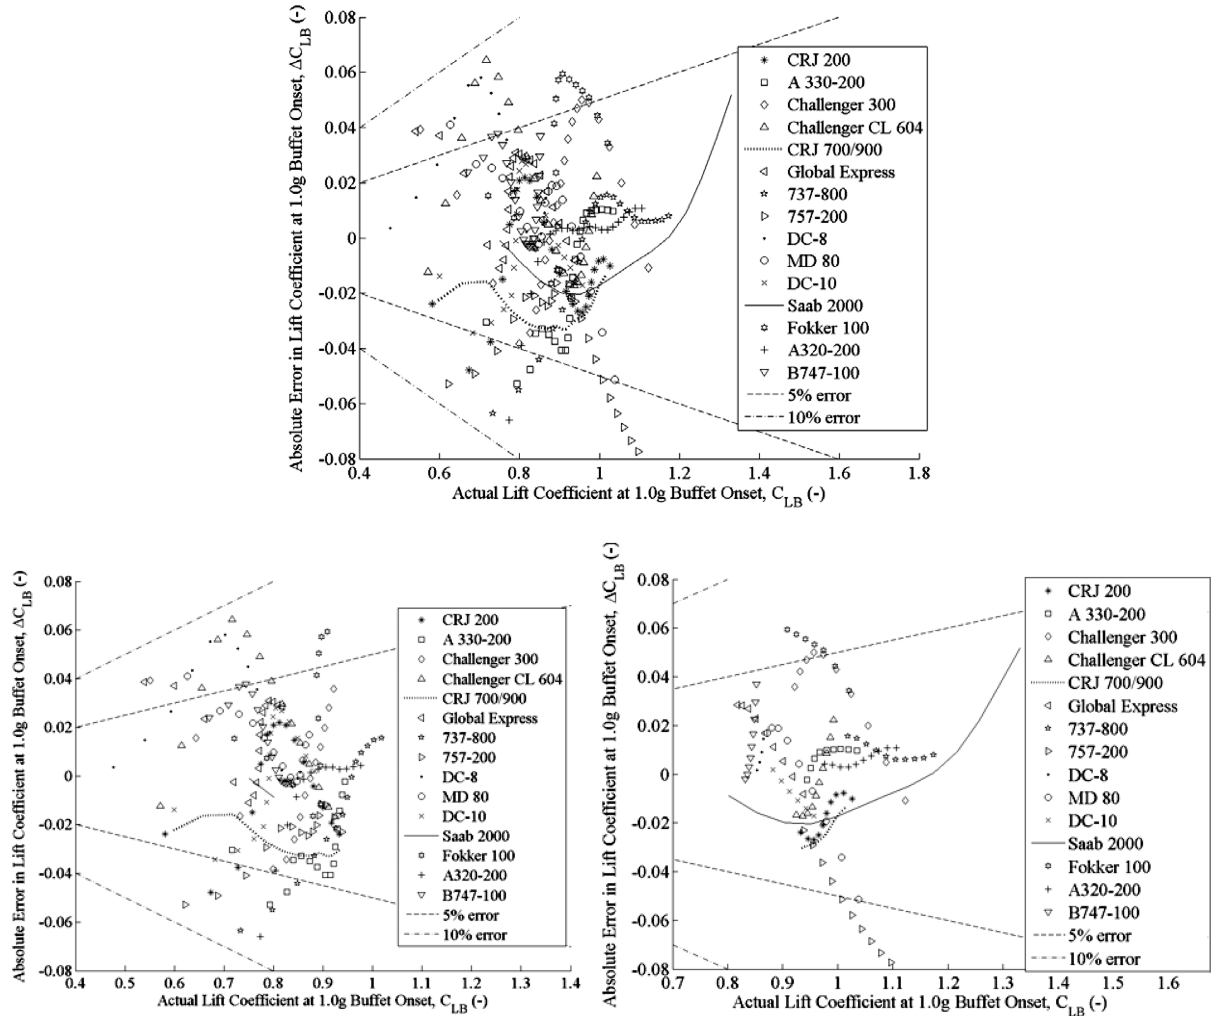 Absolute Error in Lift Coefficient at 1.0g Buffet Onset, ΔC_LB (-)
0.08
0.06
0.04
0.02
0
-0.02
-0.04
-0.06
-0.08
0.4 0.6 0.8 1 1.2 1.4 1.6 1.8
Actual Lift Coefficient at 1.0g Buffet Onset, C_LB (-)
CRJ 200
A 330-200
Challenger 300
Challenger CL 604
CRJ 700/900
Global Express
737-800
757-200
DC-8
MD 80
DC-10
Saab 2000
Fokker 100
A320-200
B747-100
5% error
10% error
Absolute Error in Lift Coefficient at 1.0g Buffet Onset, ΔC_LB (-)
0.08
0.06
0.04
0.02
0
-0.02
-0.04
-0.06
-0.08
0.4 0.5 0.6 0.7 0.8 0.9 1 1.1 1.2 1.3 1.4
Actual Lift Coefficient at 1.0g Buffet Onset, C_LB (-)
CRJ 200
A 330-200
Challenger 300
Challenger CL 604
CRJ 700/900
Global Express
737-800
757-200
DC-8
MD 80
DC-10
Saab 2000
Fokker 100
A320-200
B747-100
5% error
10% error
Absolute Error in Lift Coefficient at 1.0g Buffet Onset, ΔC_LB (-)
0.08
0.06
0.04
0.02
0
-0.02
-0.04
-0.06
-0.08
0.7 0.8 0.9 1 1.1 1.2 1.3 1.4 1.5 1.6
Actual Lift Coefficient at 1.0g Buffet Onset, C_LB (-)
CRJ 200
A 330-200
Challenger 300
Challenger CL 604
CRJ 700/900
Global Express
737-800
757-200
DC-8
MD 80
DC-10
Saab 2000
Fokker 100
A320-200
B747-100
5% error
10% error